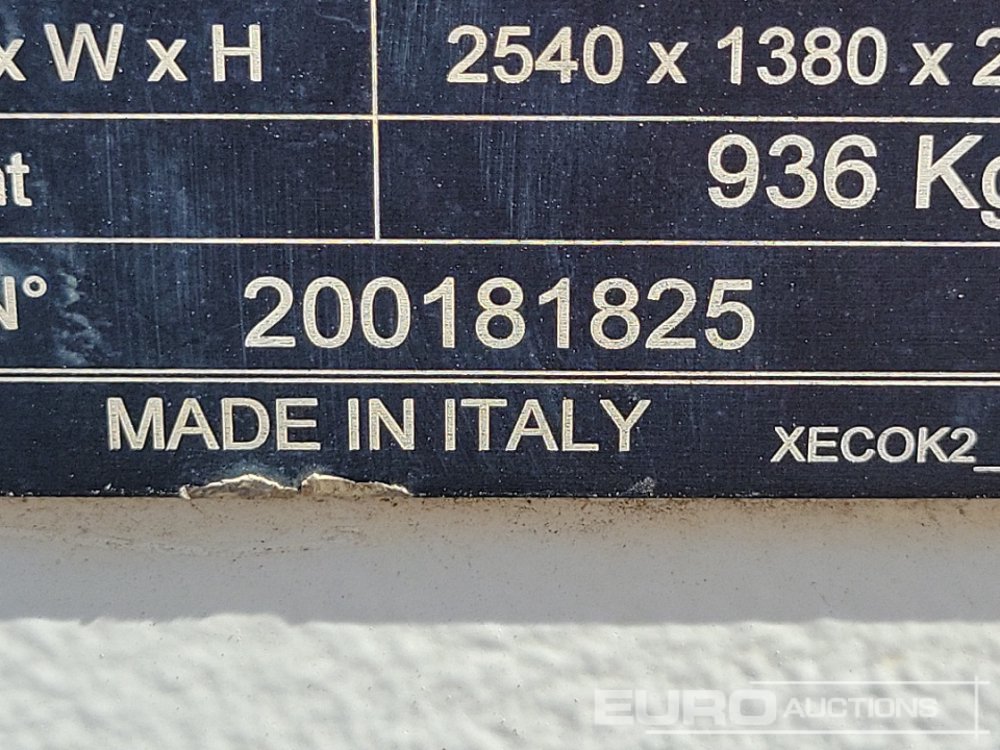 x W x H 2540 x 1380 x 2
at 936 Kg
N° 200181825
MADE IN ITALY XECOK2_
EURO AUCTIONS